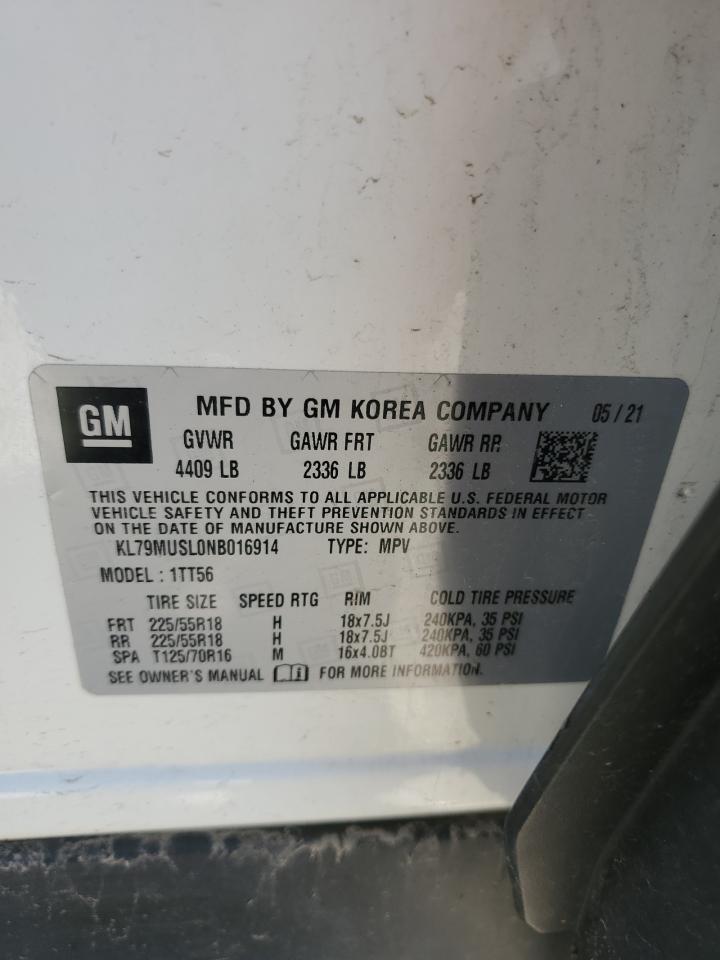 GM MFD BY GM KOREA COMPANY 05/21
GVWR GAWR FRT GAWR RR
4409 LB 2336 LB 2336 LB
THIS VEHICLE CONFORMS TO ALL APPLICABLE U.S. FEDERAL MOTOR
VEHICLE SAFETY AND THEFT PREVENTION STANDARDS IN EFFECT
ON THE DATE OF MANUFACTURE SHOWN ABOVE.
KL79MUSL0NB016914 TYPE: MPV
MODEL : 1TT56
TIRE SIZE SPEED RTG RIM COLD TIRE PRESSURE
FRT 225/55R18 H 18x7.5J 240KPA, 35 PSI
RR 225/55R18 H 18x7.5J 240KPA, 35 PSI
SPA T125/70R16 M 16x4.0BT 420KPA, 60 PSI
SEE OWNER'S MANUAL FOR MORE INFORMATION.